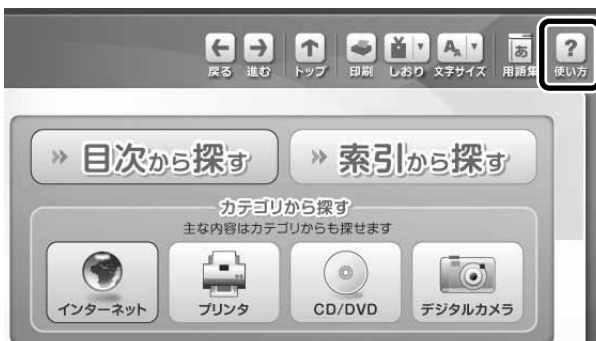 戻る 進む トップ 印刷 しおり 文字サイズ 用語集 使い方
目次から探す 索引から探す
カテゴリから探す
主な内容はカテゴリからも探せます
インターネット プリンタ CD/DVD デジタルカメラ